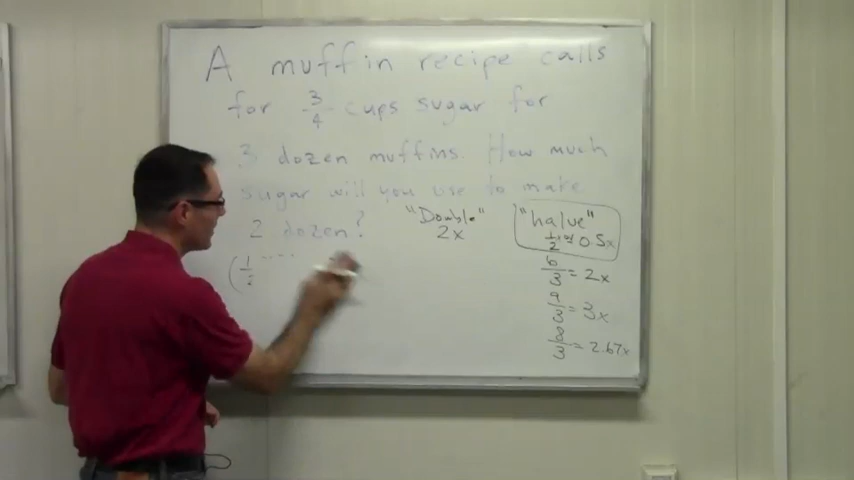 A muffin recipe calls
for 3/4 cups sugar for
3 dozen muffins. How much
sugar will you use to make
2 dozen?
"Double"
2x
"halve"
1/2 x or 0.5x
6/3 = 2x
9/3 = 3x
8/3 = 2.67x
(1/2